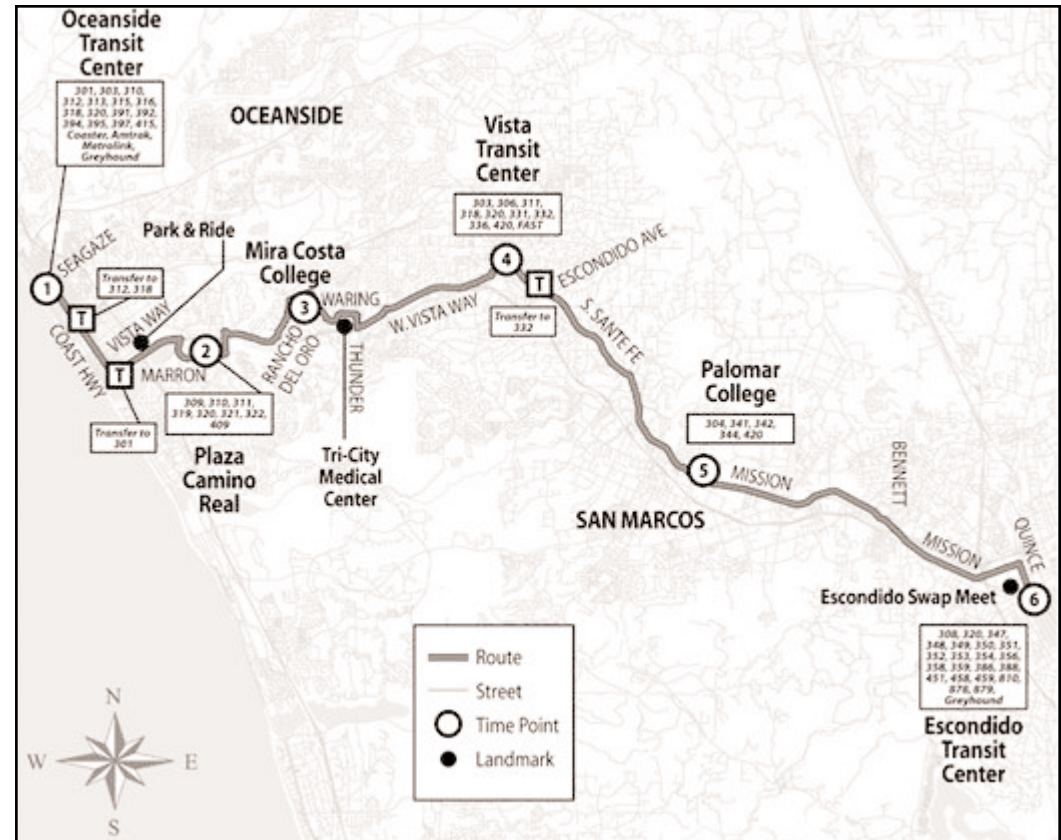 Oceanside
Transit
Center
301, 303, 310,
312, 313, 315, 316,
318, 320, 391, 392,
394, 395, 397, 415,
Coaster, Amtrak,
Metrolink,
Greyhound
OCEANSIDE
Vista
Transit
Center
303, 306, 311,
318, 320, 331, 332,
336, 420, FAST
Park & Ride
Mira Costa
College
SEAGAZE
1
Transfer to
312, 318
T
COAST HWY
VISTA WAY
T
MARRON
2
RANCHO
DEL ORO
3
WARING
THUNDER
W. VISTA WAY
4
T
ESCONDIDO AVE
Transfer to
332
S. SANTE FE
Transfer to
301
309, 310, 311,
319, 320, 321, 322,
409
Plaza
Camino
Real
Tri-City
Medical
Center
Palomar
College
304, 341, 342,
344, 420
5
MISSION
SAN MARCOS
BENNETT
MISSION
QUINCE
Escondido Swap Meet
6
308, 320, 347,
348, 349, 350, 351,
352, 353, 354, 356,
358, 359, 386, 388,
451, 458, 459, 810,
878, 879,
Greyhound
Escondido
Transit
Center
Route
Street
Time Point
Landmark
N
W
E
S